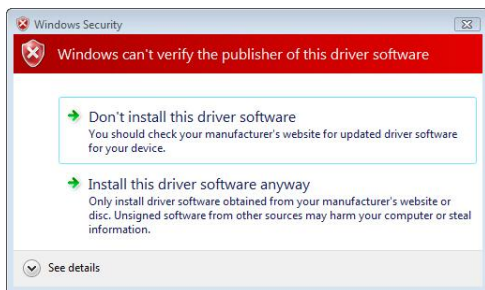 Windows Security
Windows can't verify the publisher of this driver software
Don't install this driver software
You should check your manufacturer's website for updated driver software
for your device.
Install this driver software anyway
Only install driver software obtained from your manufacturer's website or
disc. Unsigned software from other sources may harm your computer or steal
information.
See details